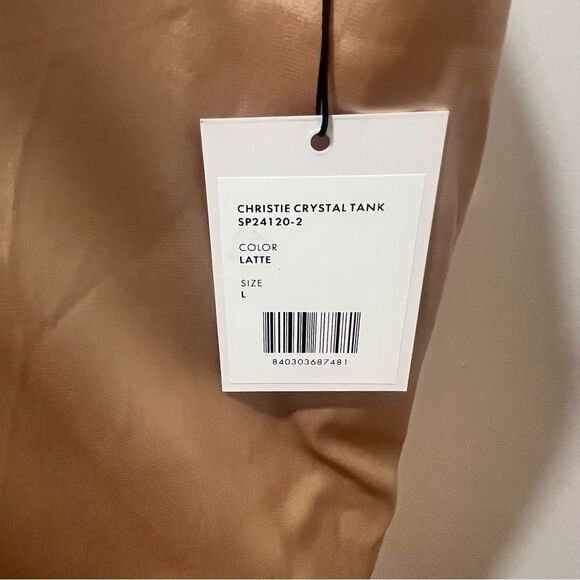 CHRISTIE CRYSTAL TANK
SP24120-2
COLOR
LATTE
SIZE
L
840303687481